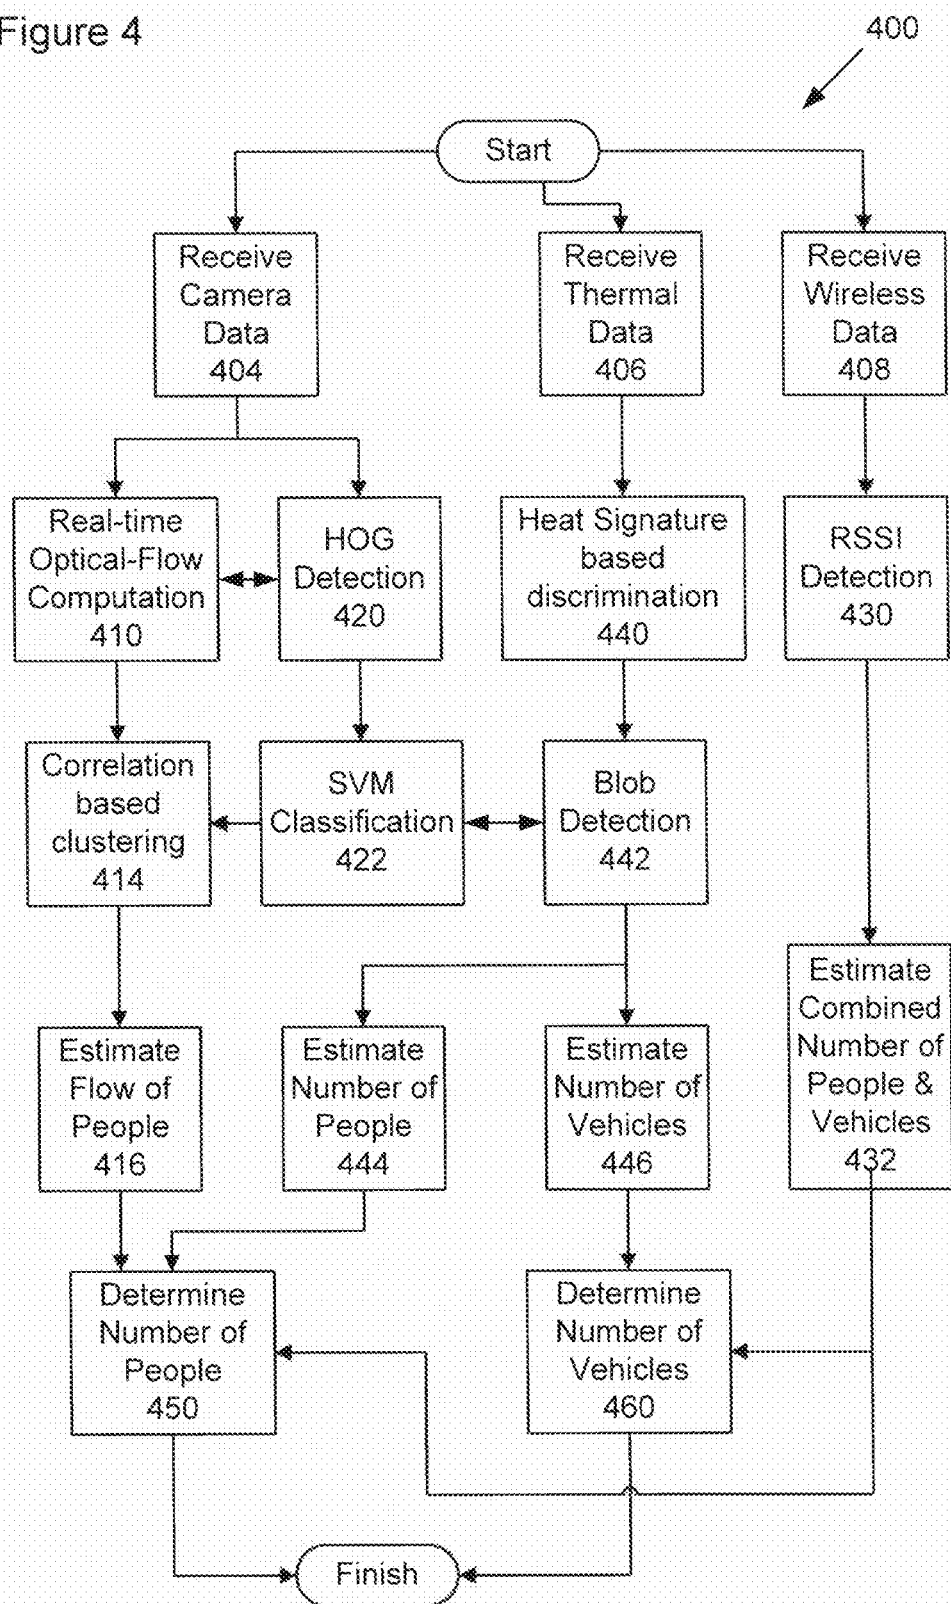 Figure 4
400
Start
Receive
Camera
Data
404
Receive
Thermal
Data
406
Receive
Wireless
Data
408
Real-time
Optical-Flow
Computation
410
HOG
Detection
420
Heat Signature
based
discrimination
440
RSSI
Detection
430
Correlation
based
clustering
414
SVM
Classification
422
Blob
Detection
442
Estimate
Combined
Number of
People &
Vehicles
432
Estimate
Flow of
People
416
Estimate
Number of
People
444
Estimate
Number of
Vehicles
446
Determine
Number of
People
450
Determine
Number of
Vehicles
460
Finish